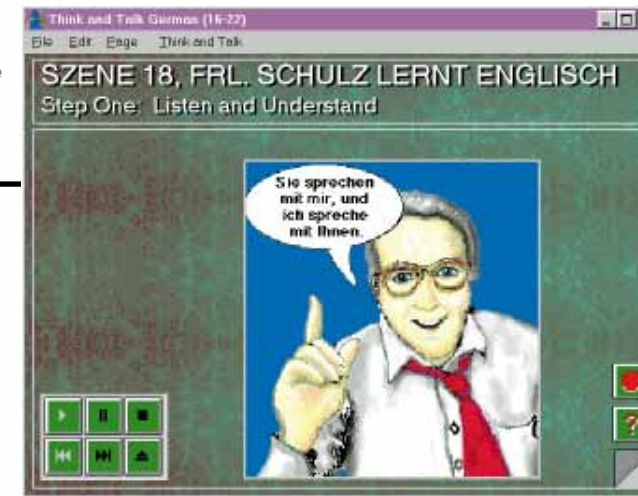 Think and Talk German (16-22)
File Edit Page Think and Talk
SZENE 18, FRL. SCHULZ LERNT ENGLISCH
Step One: Listen and Understand
Sie sprechen
mit mir, und
ich spreche
mit Ihnen.
?